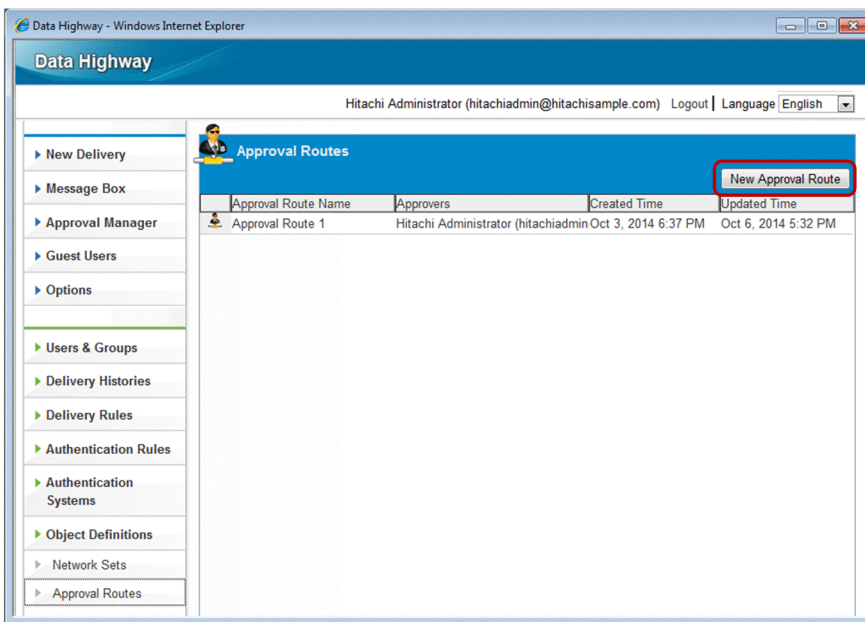 Data Highway - Windows Internet Explorer
Data Highway
Hitachi Administrator (hitachiadmin@hitachisample.com) Logout Language English
New Delivery
Message Box
Approval Manager
Guest Users
Options
Users & Groups
Delivery Histories
Delivery Rules
Authentication Rules
Authentication
Systems
Object Definitions
Network Sets
Approval Routes
Approval Routes
New Approval Route
Approval Route Name Approvers Created Time Updated Time
Approval Route 1 Hitachi Administrator (hitachiadmin Oct 3, 2014 6:37 PM Oct 6, 2014 5:32 PM